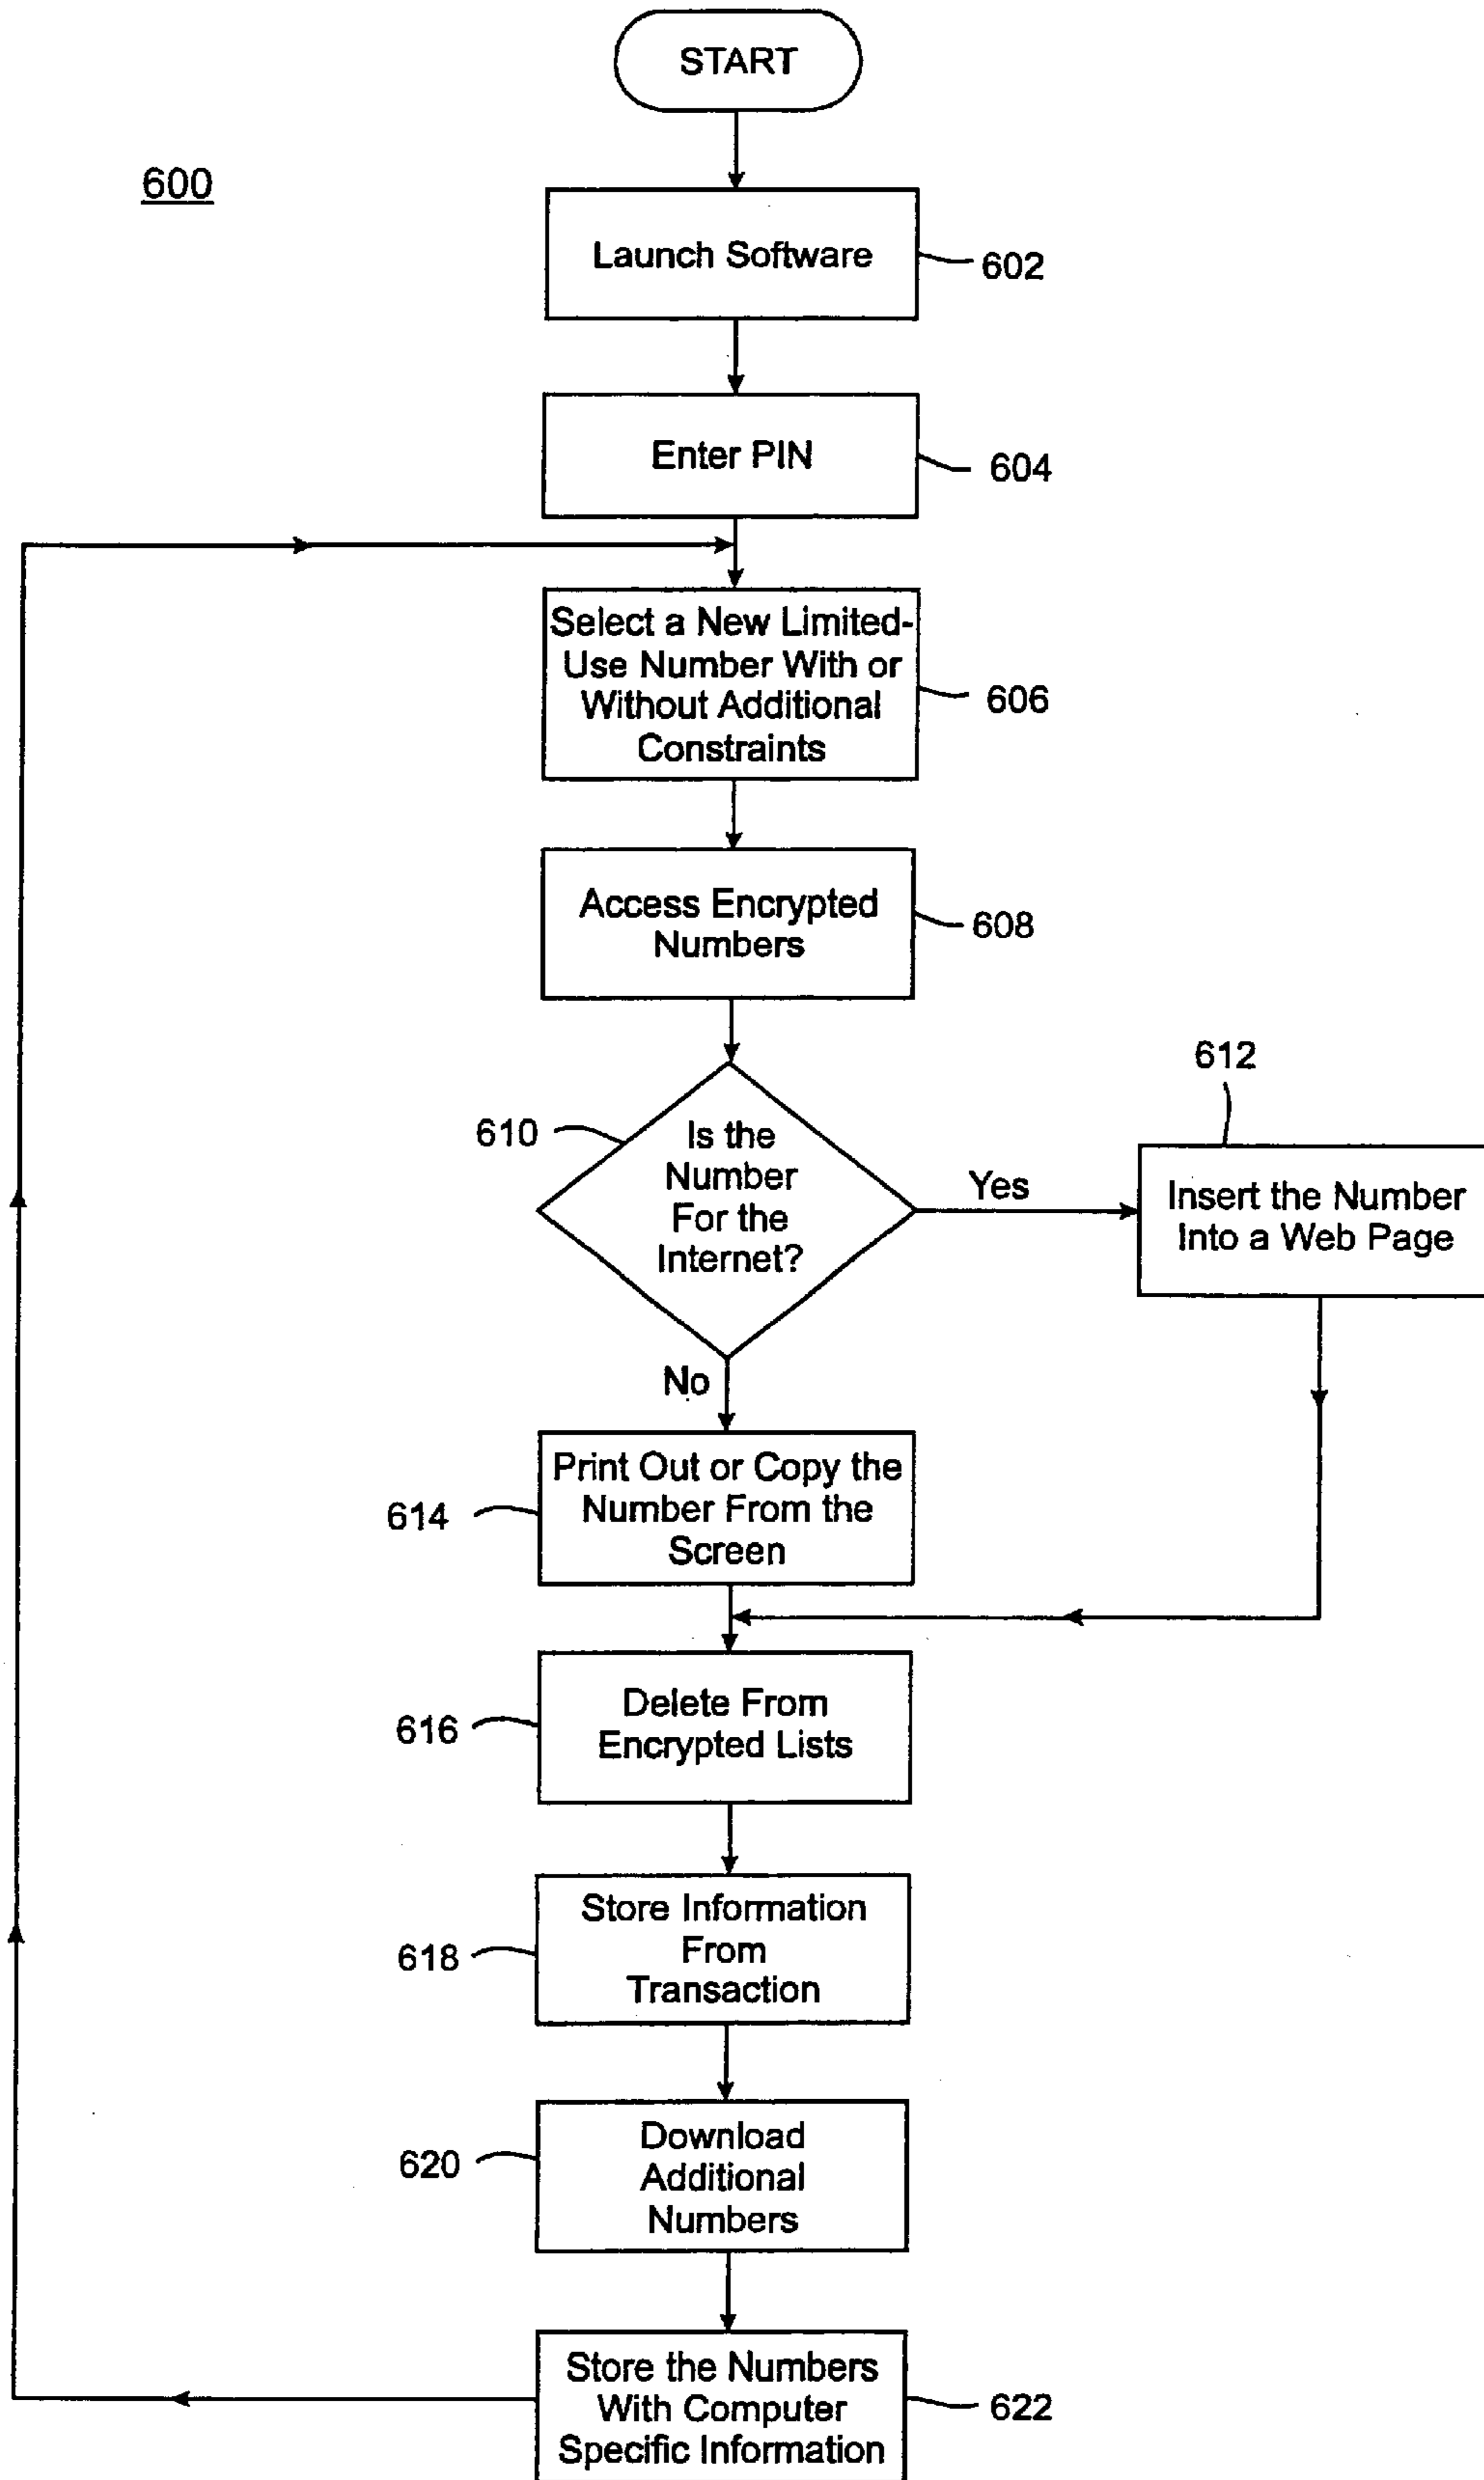 START
600
Launch Software
602
Enter PIN
604
Select a New Limited-
Use Number With or
Without Additional
Constraints
606
Access Encrypted
Numbers
608
612
610
Is the
Number
For the
Internet?
Yes
Insert the Number
Into a Web Page
No
Print Out or Copy the
Number From the
Screen
614
Delete From
Encrypted Lists
616
Store Information
From
Transaction
618
Download
Additional
Numbers
620
Store the Numbers
With Computer
Specific Information
622